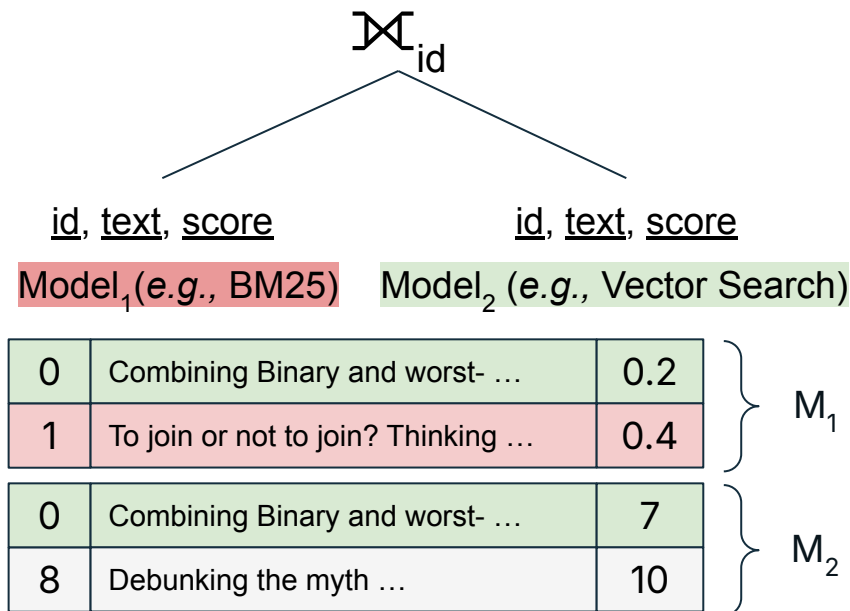 ⟗id
id, text, score id, text, score
Model1(e.g., BM25) Model2 (e.g., Vector Search)
0 Combining Binary and worst- … 0.2
1 To join or not to join? Thinking … 0.4
M1
0 Combining Binary and worst- … 7
8 Debunking the myth … 10
M2